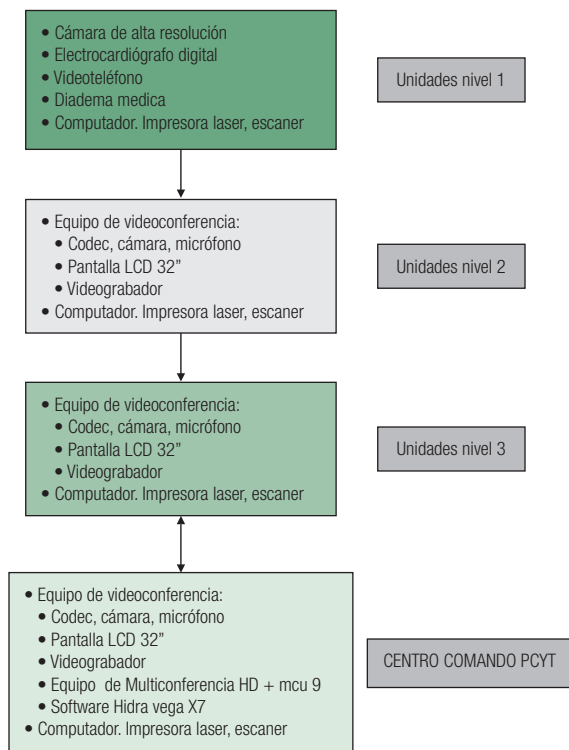 • Cámara de alta resolución
• Electrocardiógrafo digital
• Videoteléfono
• Diadema medica
• Computador. Impresora laser, escaner
Unidades nivel 1
• Equipo de videoconferencia:
• Codec, cámara, micrófono
• Pantalla LCD 32”
• Videograbador
• Computador. Impresora laser, escaner
Unidades nivel 2
• Equipo de videoconferencia:
• Codec, cámara, micrófono
• Pantalla LCD 32”
• Videograbador
• Computador. Impresora laser, escaner
Unidades nivel 3
• Equipo de videoconferencia:
• Codec, cámara, micrófono
• Pantalla LCD 32”
• Videograbador
• Equipo de Multiconferencia HD + mcu 9
• Software Hidra vega X7
• Computador. Impresora laser, escaner
CENTRO COMANDO PCYT